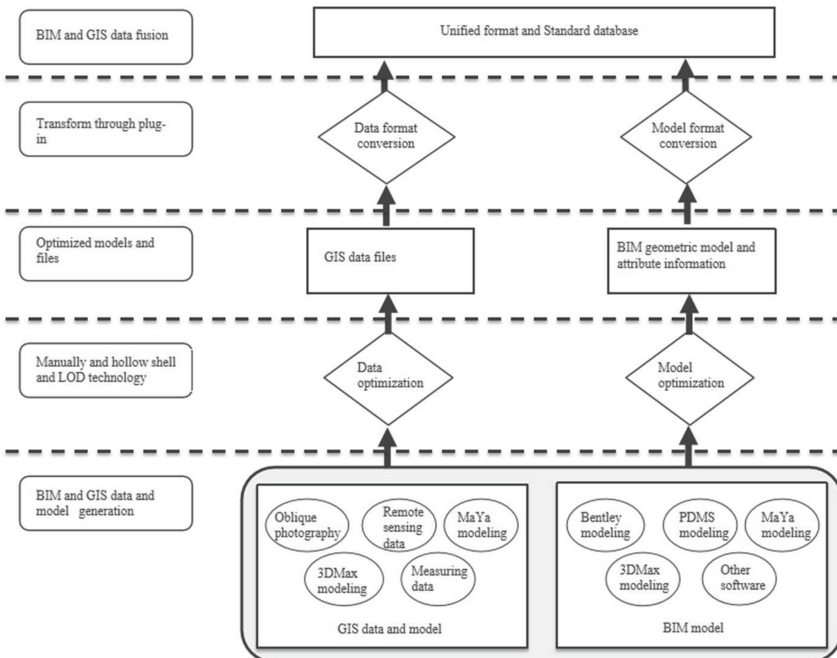 BIM and GIS data fusion
Unified format and Standard database
Transform through plug-
in
Data format
conversion
Model format
conversion
Optimized models and
files
GIS data files
BIM geometric model and
attribute information
Manually and hollow shell
and LOD technology
Data
optimization
Model
optimization
BIM and GIS data and
model generation
Oblique
photography
Remote
sensing
data
MaYa
modeling
3DMax
modeling
Measuring
data
GIS data and model
Bentley
modeling
PDMS
modeling
MaYa
modeling
3DMax
modeling
Other
software
BIM model